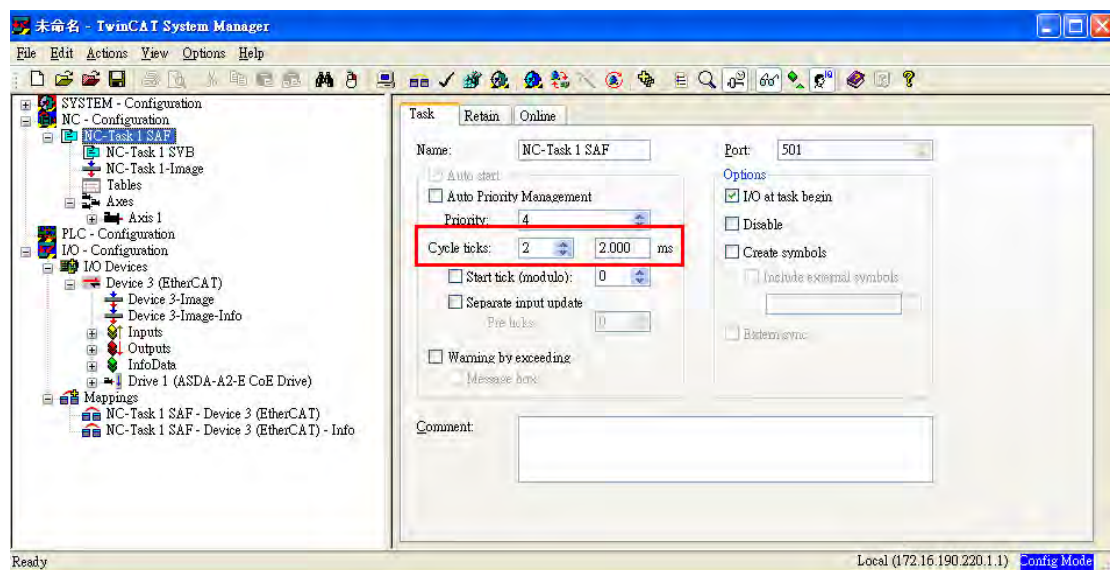 未命名 - TwinCAT System Manager
File Edit Actions View Options Help
SYSTEM - Configuration
NC - Configuration
NC-Task 1 SAF
NC-Task 1 SVB
NC-Task 1-Image
Tables
Axes
Axis 1
PLC - Configuration
I/O - Configuration
I/O Devices
Device 3 (EtherCAT)
Device 3-Image
Device 3-Image-Info
Inputs
Outputs
InfoData
Drive 1 (ASDA-A2-E CoE Drive)
Mappings
NC-Task 1 SAF - Device 3 (EtherCAT)
NC-Task 1 SAF - Device 3 (EtherCAT) - Info
Task Retain Online
Name: NC-Task 1 SAF
Auto start
Auto Priority Management
Priority: 4
Cycle ticks: 2 2.000 ms
Start tick (modulo): 0
Separate input update
Pre ticks: 0
Warning by exceeding
Message box
Port: 501
Options
I/O at task begin
Disable
Create symbols
Include external symbols
Extern sync
Comment:
Ready Local (172.16.190.220.1.1) Config Mode